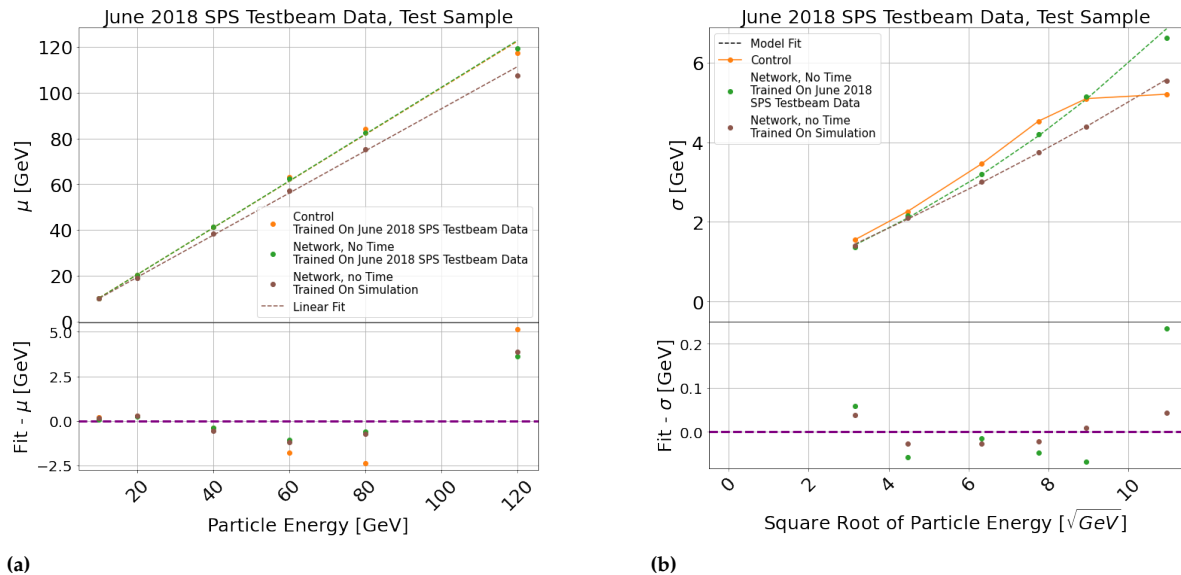 June 2018 SPS Testbeam Data, Test Sample
120
100
80
60
40
20
0
μ [GeV]
Control
Trained On June 2018 SPS Testbeam Data
Network, No Time
Trained On June 2018 SPS Testbeam Data
Network, no Time
Trained On Simulation
Linear Fit
5.0
2.5
0.0
−2.5
Fit - μ [GeV]
20
40
60
80
100
120
Particle Energy [GeV]
(a)
June 2018 SPS Testbeam Data, Test Sample
Model Fit
Control
Network, No Time
Trained On June 2018
SPS Testbeam Data
Network, no Time
Trained On Simulation
6
4
2
0
σ [GeV]
0.2
0.1
0.0
Fit - σ [GeV]
0
2
4
6
8
10
Square Root of Particle Energy [√GeV]
(b)